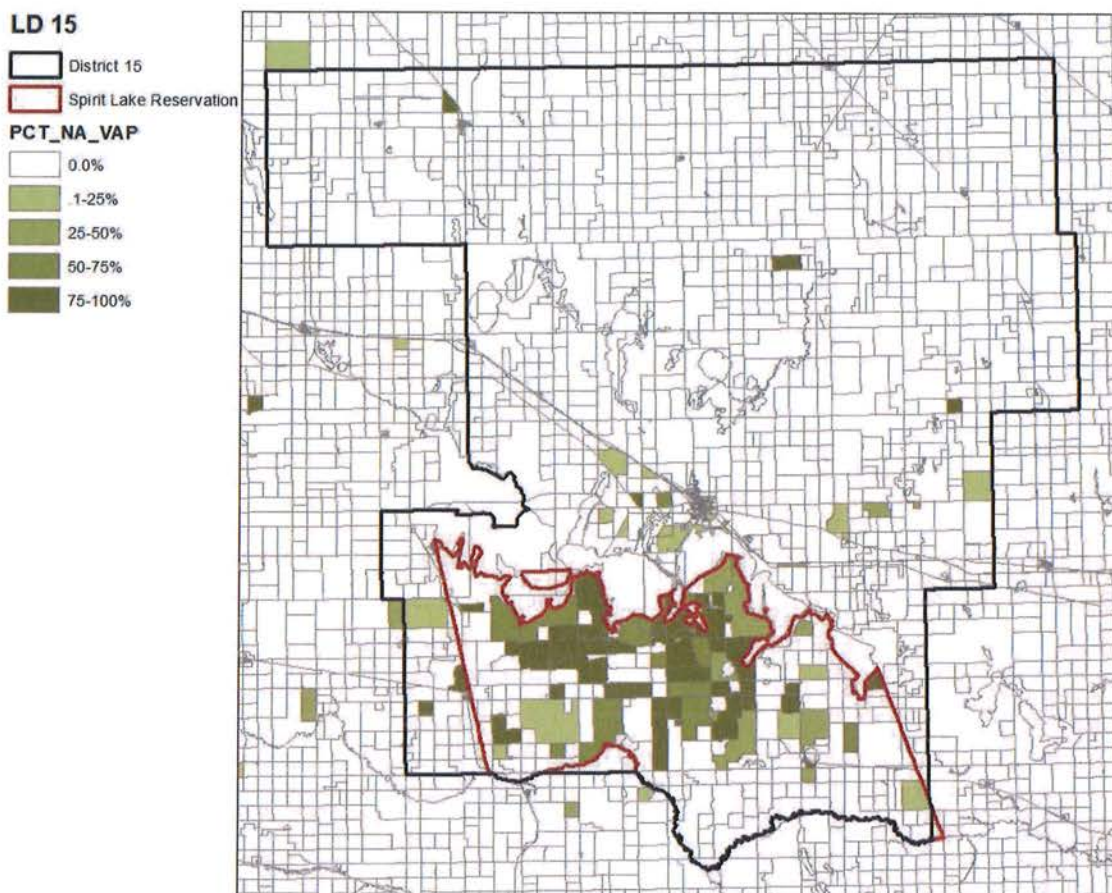 LD 15
District 15
Spirit Lake Reservation
PCT_NA_VAP
0.0%
.1-25%
25-50%
50-75%
75-100%